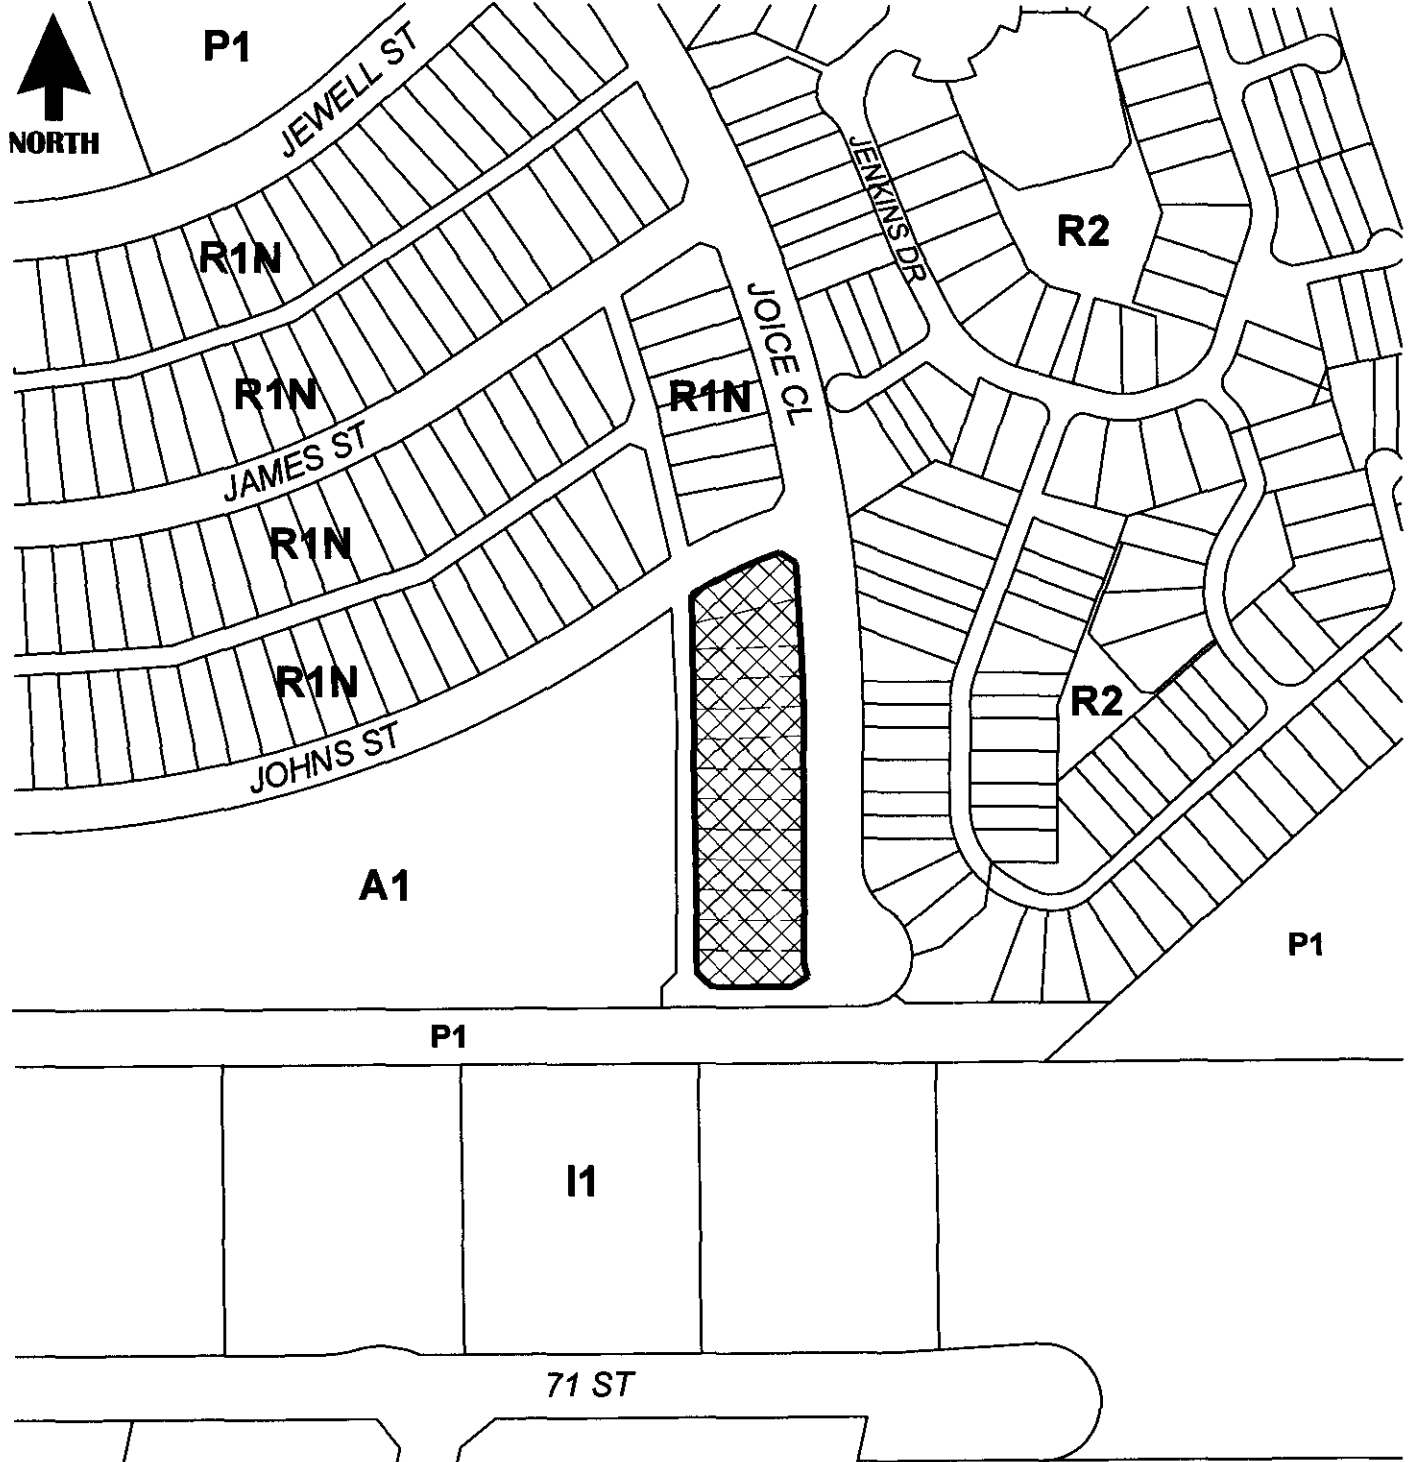 P1
JEWELL ST
NORTH
JENKINS DR
R2
R1N
JOICE CL
R1N
R1N
JAMES ST
R1N
R1N
R2
JOHNS ST
A1
P1
P1
I1
71 ST